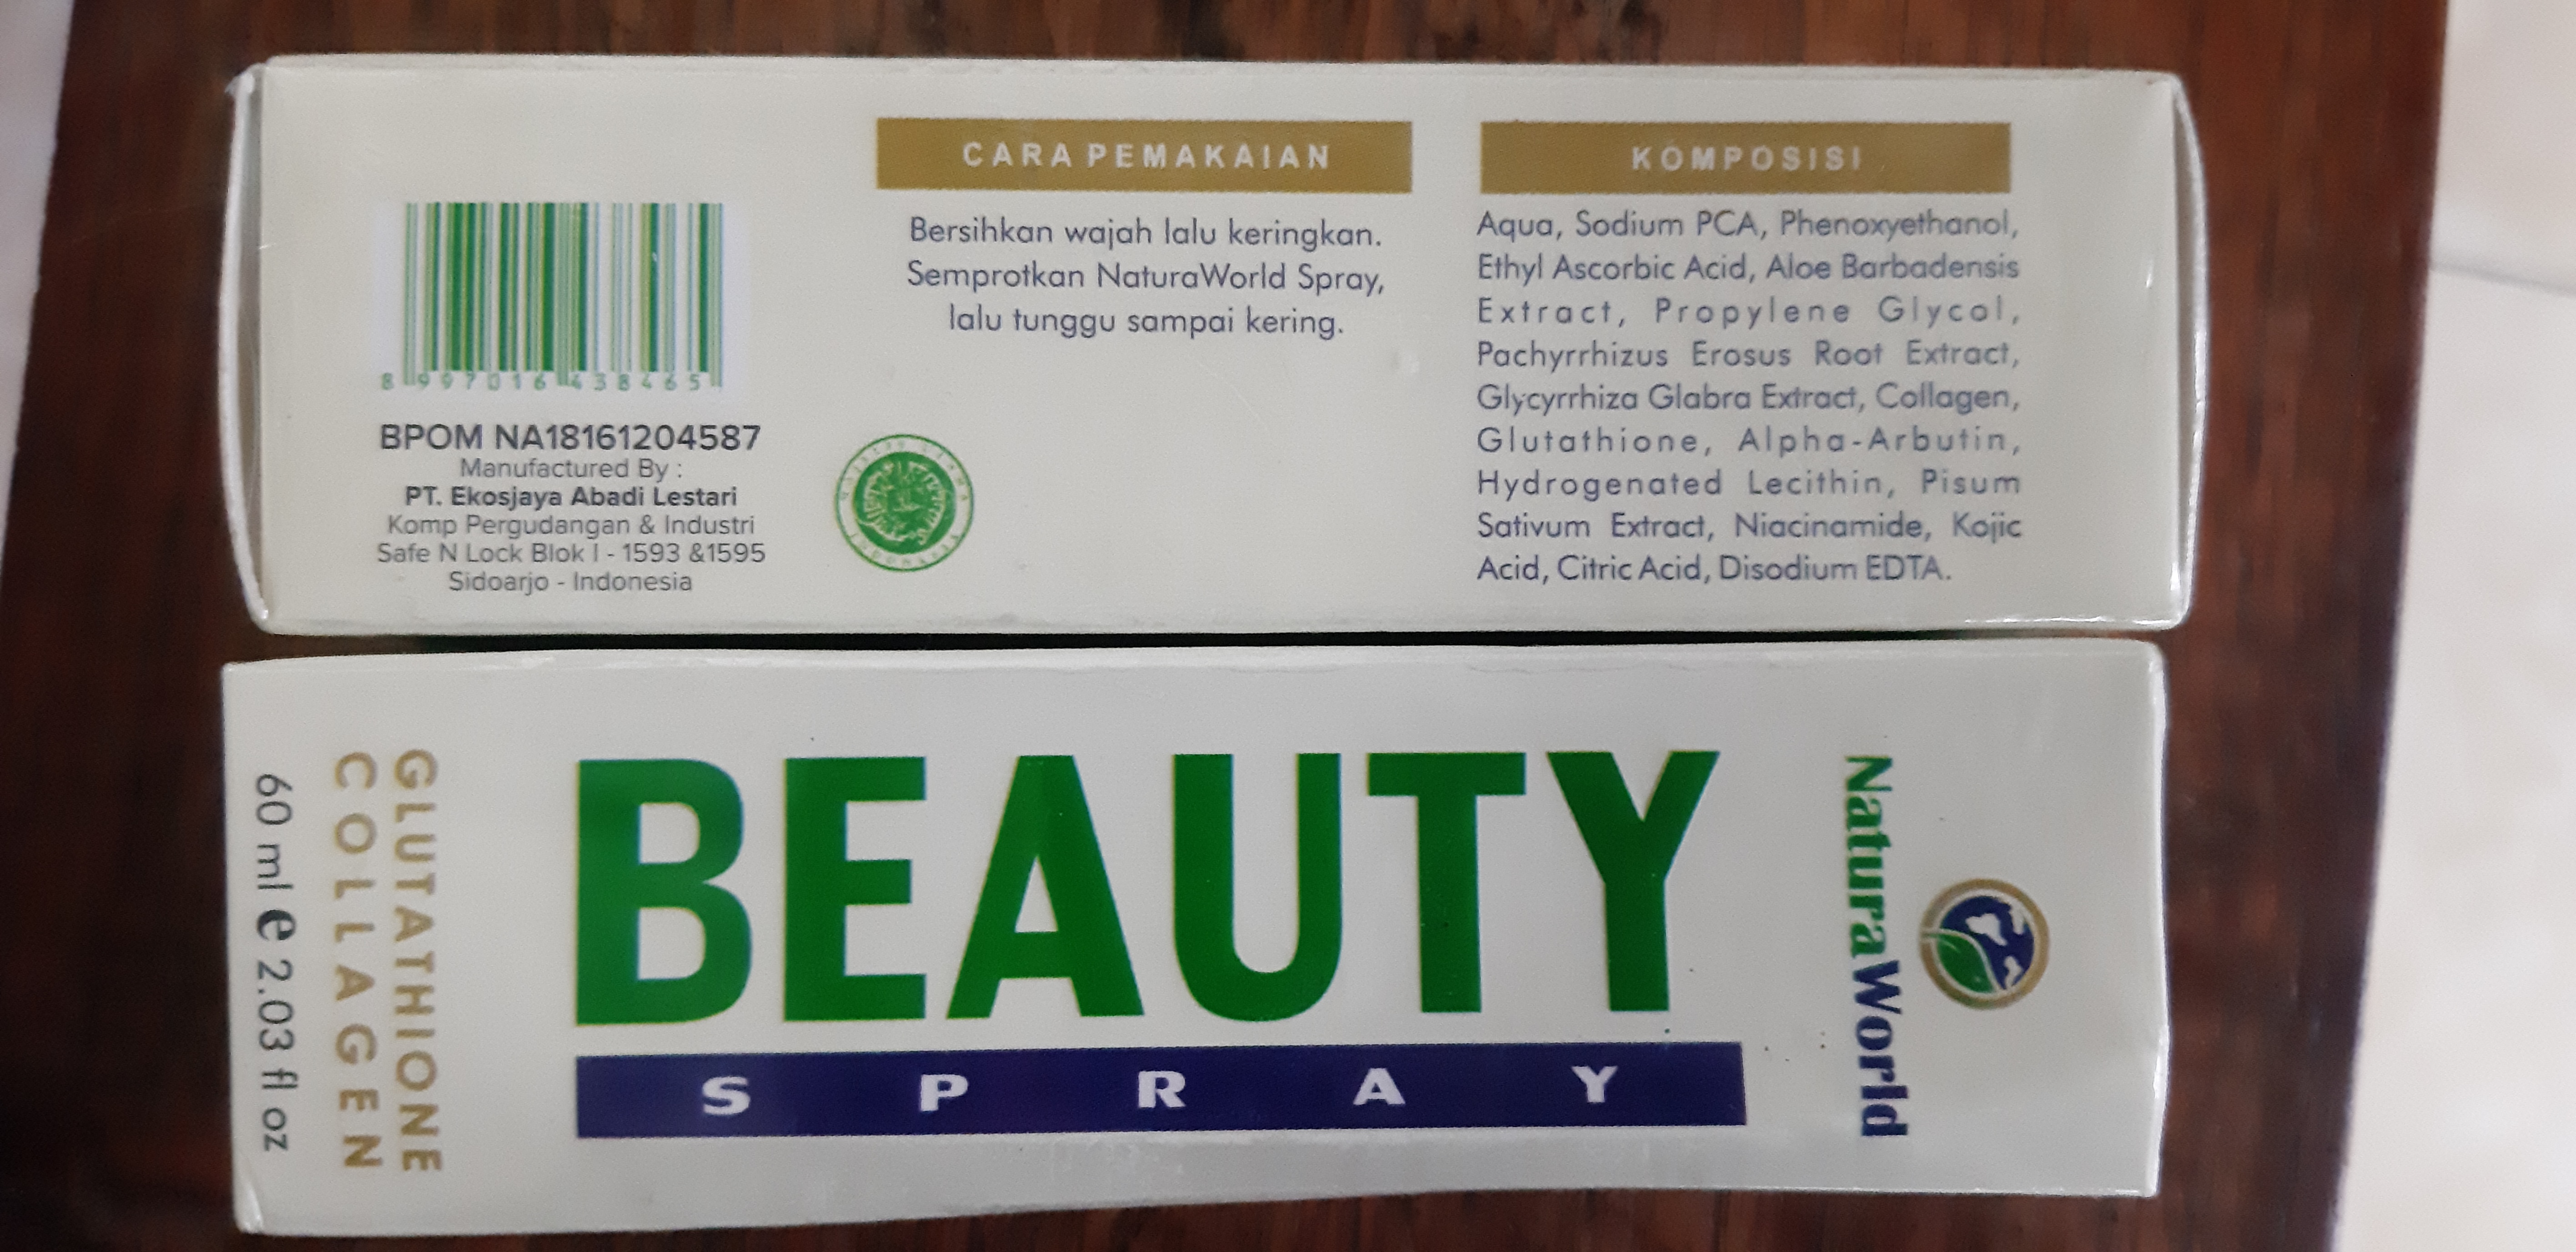 CARA PEMAKAIAN
Bersihkan wajah lalu keringkan.
Semprotkan NaturaWorld Spray,
lalu tunggu sampai kering.
KOMPOSISI
Aqua, Sodium PCA, Phenoxyethanol,
Ethyl Ascorbic Acid, Aloe Barbadensis
Extract, Propylene Glycol,
Pachyrrhizus Erosus Root Extract,
Glycyrrhiza Glabra Extract, Collagen,
Glutathione, Alpha-Arbutin,
Hydrogenated Lecithin, Pisum
Sativum Extract, Niacinamide, Kojic
Acid, Citric Acid, Disodium EDTA.
8 997016 438465
BPOM NA18161204587
Manufactured By :
PT. Ekosjaya Abadi Lestari
Komp Pergudangan & Industri
Safe N Lock Blok I - 1593 &1595
Sidoarjo - Indonesia
NaturaWorld
BEAUTY
SPRAY
GLUTATHIONE
COLLAGEN
60 ml e 2.03 fl oz